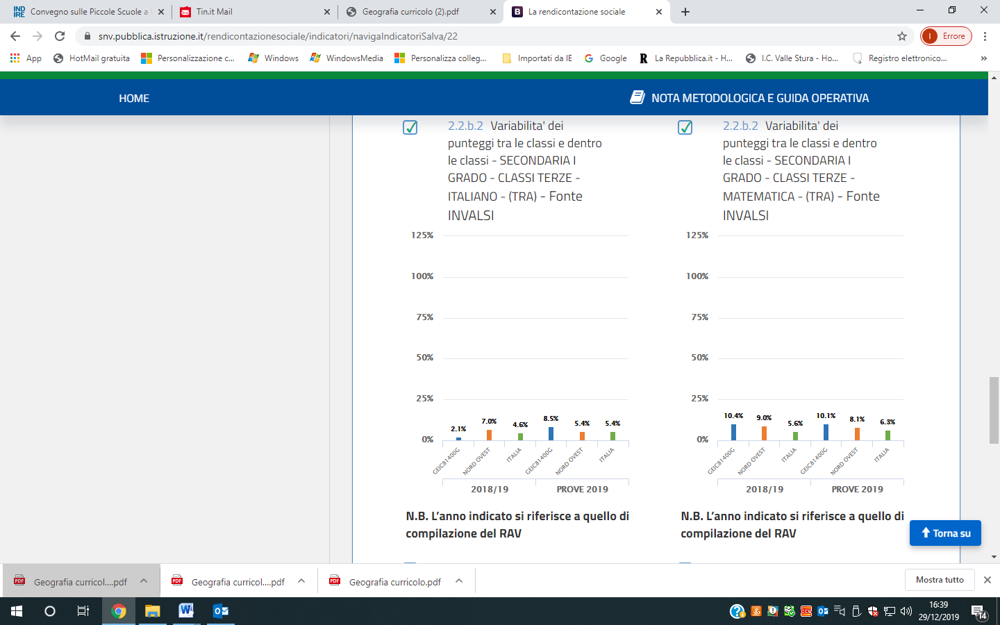 Convegno sulle Piccole Scuole a
Tin.it Mail
Geografia curricolo (2).pdf
La rendicontazione sociale
snv.pubblica.istruzione.it/rendicontazionesociale/indicatori/navigaIndicatoriSalva/22
I Errore
App
HotMail gratuita
Personalizzazione c...
Windows
WindowsMedia
Personalizza colleg...
Importati da IE
Google
La Repubblica.it - H...
I.C. Valle Stura - Ho...
Registro elettronico...
»
HOME
NOTA METODOLOGICA E GUIDA OPERATIVA
2.2.b.2 Variabilita' dei
punteggi tra le classi e dentro
le classi - SECONDARIA I
GRADO - CLASSI TERZE -
ITALIANO - (TRA) - Fonte
INVALSI
125%
100%
75%
50%
25%
0%
2.1%
7.0%
4.6%
8.5%
5.4%
5.4%
GEIC81400G
NORD OVEST
ITALIA
GEIC81400G
NORD OVEST
ITALIA
2018/19
PROVE 2019
N.B. L’anno indicato si riferisce a quello di
compilazione del RAV
2.2.b.2 Variabilita' dei
punteggi tra le classi e dentro
le classi - SECONDARIA I
GRADO - CLASSI TERZE -
MATEMATICA - (TRA) - Fonte
INVALSI
125%
100%
75%
50%
25%
0%
10.4%
9.0%
5.6%
10.1%
8.1%
6.3%
GEIC81400G
NORD OVEST
ITALIA
GEIC81400G
NORD OVEST
ITALIA
2018/19
PROVE 2019
N.B. L’anno indicato si riferisce a quello di
compilazione del RAV
Torna su
Geografia curricol....pdf
Geografia curricol....pdf
Geografia curricolo.pdf
Mostra tutto
16:39
29/12/2019
14